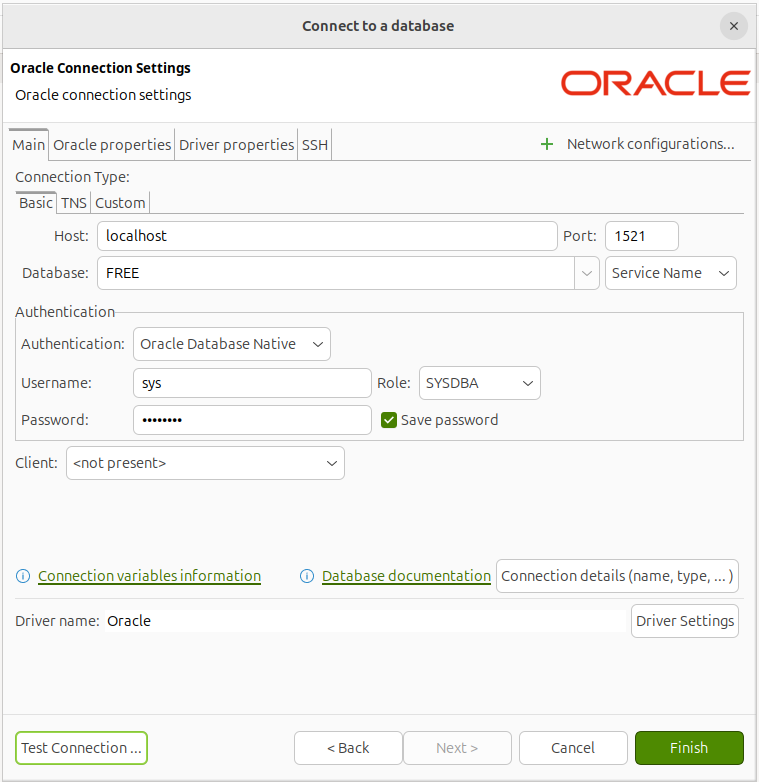 Connect to a database
Oracle Connection Settings
Oracle connection settings
ORACLE
Main Oracle properties Driver properties SSH + Network configurations...
Connection Type:
Basic TNS Custom
Host: localhost Port: 1521
Database: FREE Service Name
Authentication
Authentication: Oracle Database Native
Username: sys Role: SYSDBA
Password: •••••••• Save password
Client: <not present>
Connection variables information Database documentation Connection details (name, type, ... )
Driver name: Oracle Driver Settings
Test Connection ... < Back Next > Cancel Finish